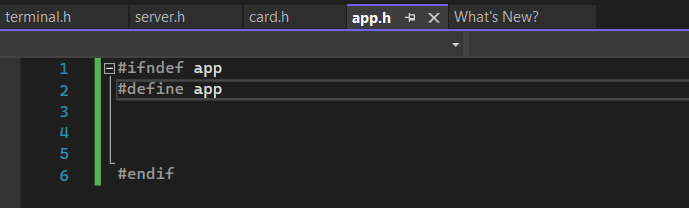 terminal.h server.h card.h app.h What's New?
1 #ifndef app
2 #define app
3
4
5
6 #endif